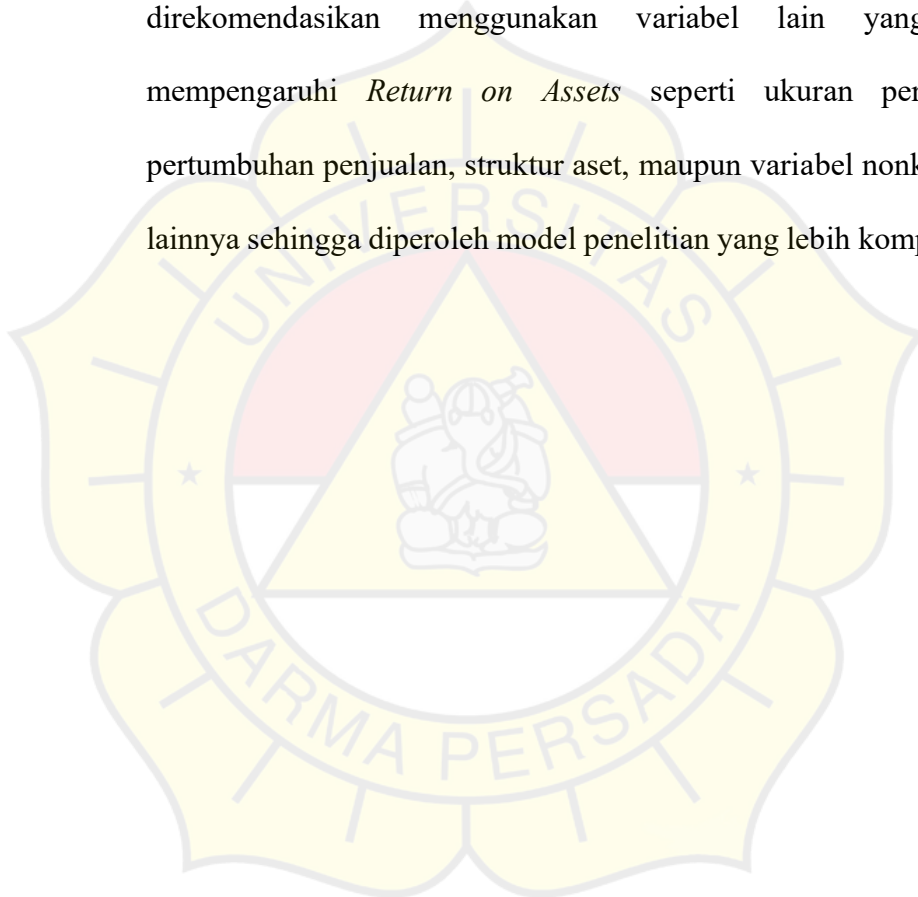 direkomendasikan menggunakan variabel lain yang
mempengaruhi Return on Assets seperti ukuran
pertumbuhan penjualan, struktur aset, maupun variabel
lainnya sehingga diperoleh model penelitian yang lebih
UNIVERSITAS
DARMA PERSADA